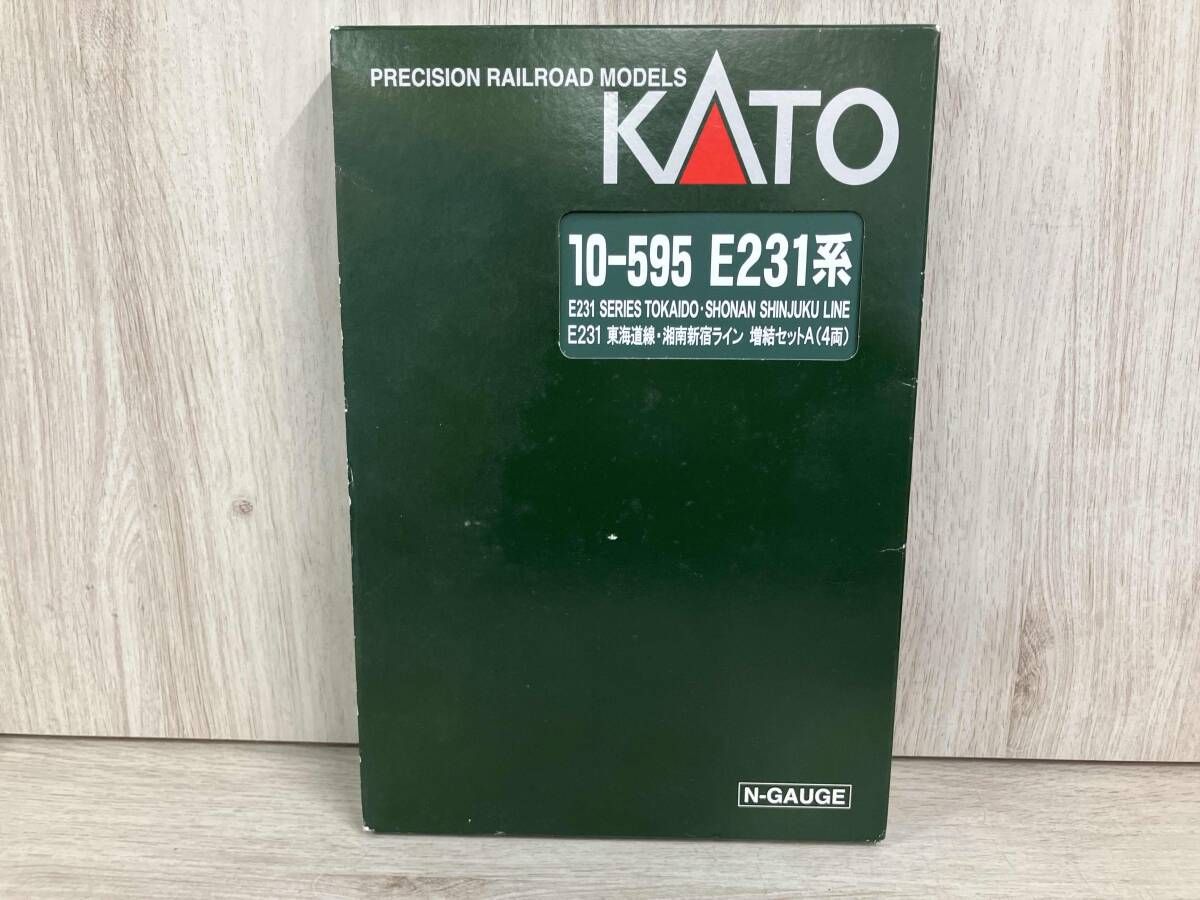 PRECISION RAILROAD MODELS
KATO
10-595 E231系
E231 SERIES TOKAIDO·SHONAN SHINJUKU LINE
E231 東海道線・湘南新宿ライン 増結セットA(4両)
N-GAUGE